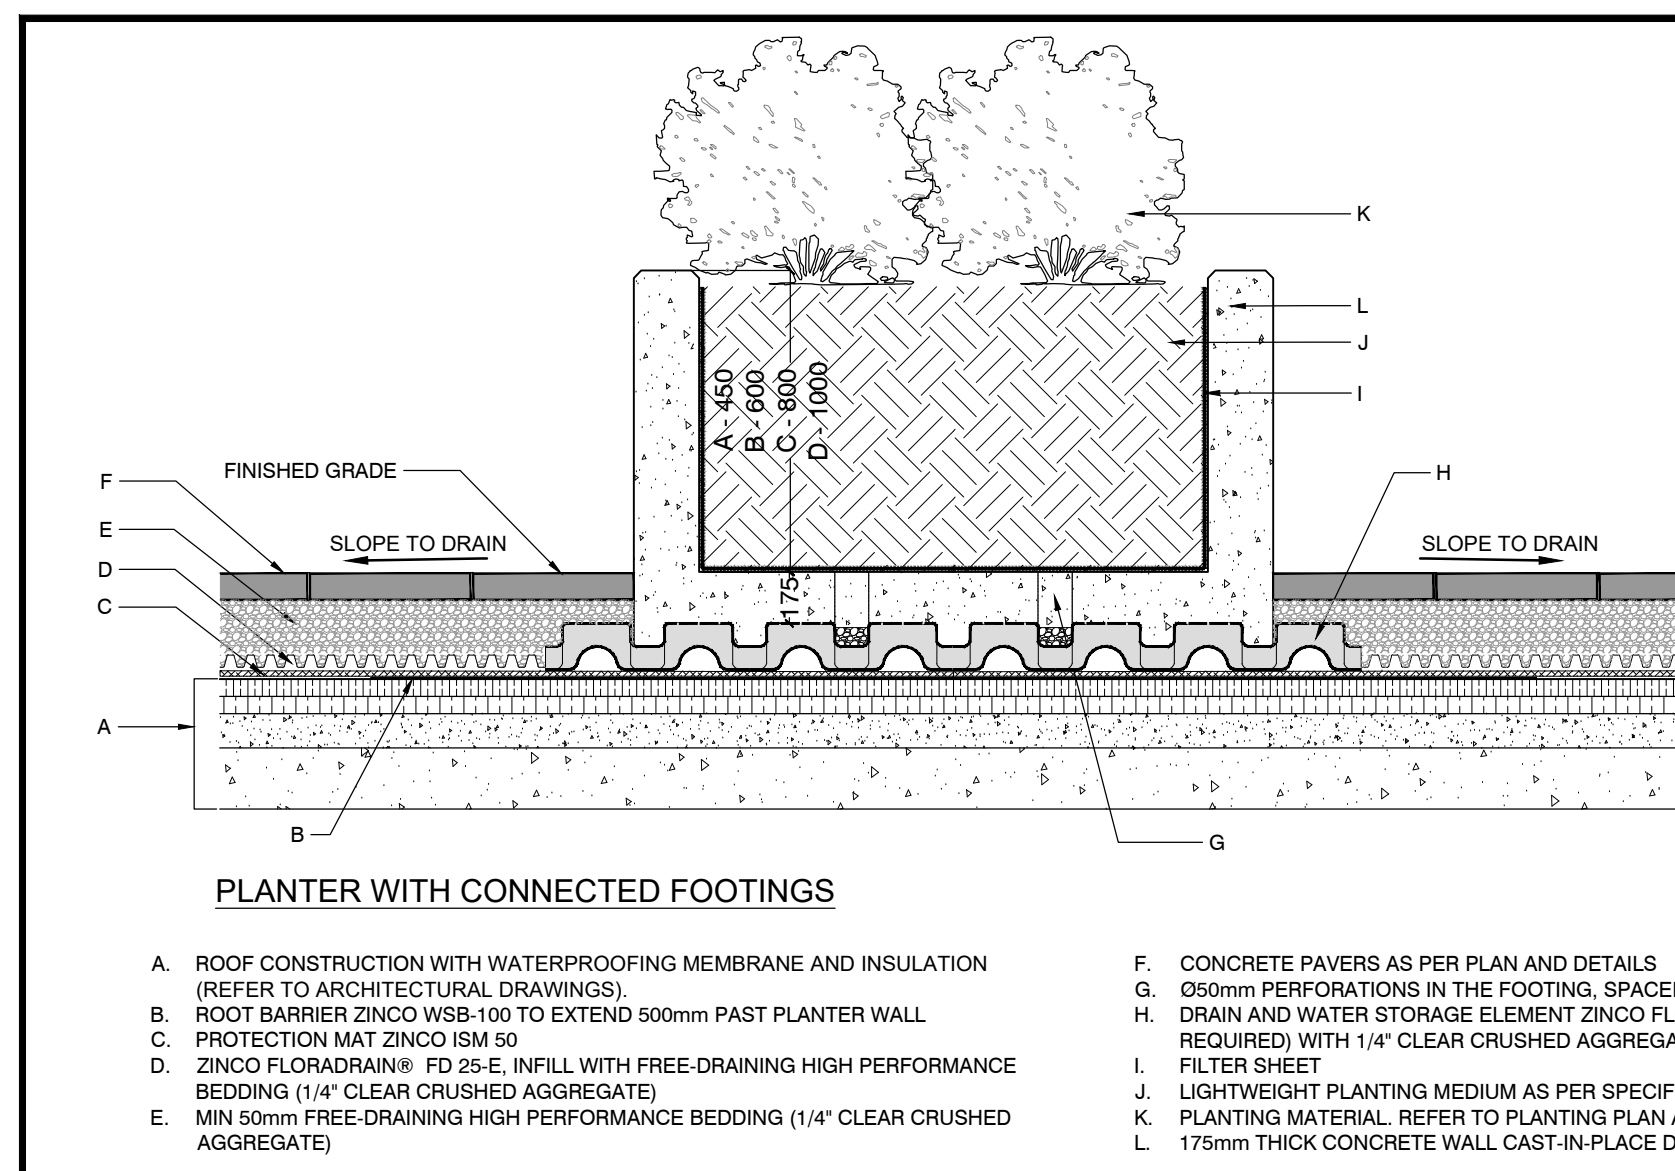 K
L
J
A - 450
B - 600
C - 800
D - 1000
I
FINISHED GRADE
H
F
E
SLOPE TO DRAIN
SLOPE TO DRAIN
D
175
C
A
B
G
PLANTER WITH CONNECTED FOOTINGS
A. ROOF CONSTRUCTION WITH WATERPROOFING MEMBRANE AND INSULATION
(REFER TO ARCHITECTURAL DRAWINGS).
B. ROOT BARRIER ZINCO WSB-100 TO EXTEND 500mm PAST PLANTER WALL
C. PROTECTION MAT ZINCO ISM 50
D. ZINCO FLORADRAIN® FD 25-E, INFILL WITH FREE-DRAINING HIGH PERFORMANCE
BEDDING (1/4" CLEAR CRUSHED AGGREGATE)
E. MIN 50mm FREE-DRAINING HIGH PERFORMANCE BEDDING (1/4" CLEAR CRUSHED
AGGREGATE)
F. CONCRETE PAVERS AS PER PLAN AND DETAILS
G. Ø50mm PERFORATIONS IN THE FOOTING,
H. DRAIN AND WATER STORAGE ELEMENT ZINCO
REQUIRED) WITH 1/4" CLEAR CRUSHED
I. FILTER SHEET
J. LIGHTWEIGHT PLANTING MEDIUM AS PER
K. PLANTING MATERIAL. REFER TO PLANTING PLAN
L. 175mm THICK CONCRETE WALL CAST-IN-PLACE